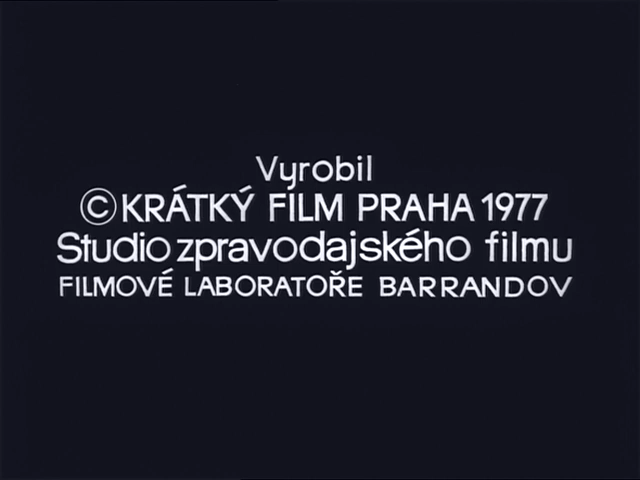 Vyrobil
© KRÁTKÝ FILM PRAHA 1977
Studio zpravodajského filmu
FILMOVÉ LABORATOŘE BARRANDOV